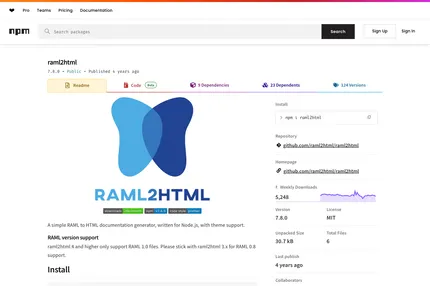 Pro Teams Pricing Documentation
npm Search packages Search Sign Up Sign In
raml2html
7.8.0 • Public • Published 4 years ago
Readme Code Beta 5 Dependencies 23 Dependents 124 Versions
RAML2HTML
A simple RAML to HTML documentation generator, written for Node.js, with theme support.
RAML version support
raml2html 4 and higher only support RAML 1.0 files. Please stick with raml2html 3.x for RAML 0.8
support.
Install
Install
> npm i raml2html
Repository
github.com/raml2html/raml2html
Homepage
github.com/raml2html/raml2html
Weekly Downloads
5,248
Version License
7.8.0 MIT
Unpacked Size Total Files
30.7 kB 6
Last publish
4 years ago
Collaborators